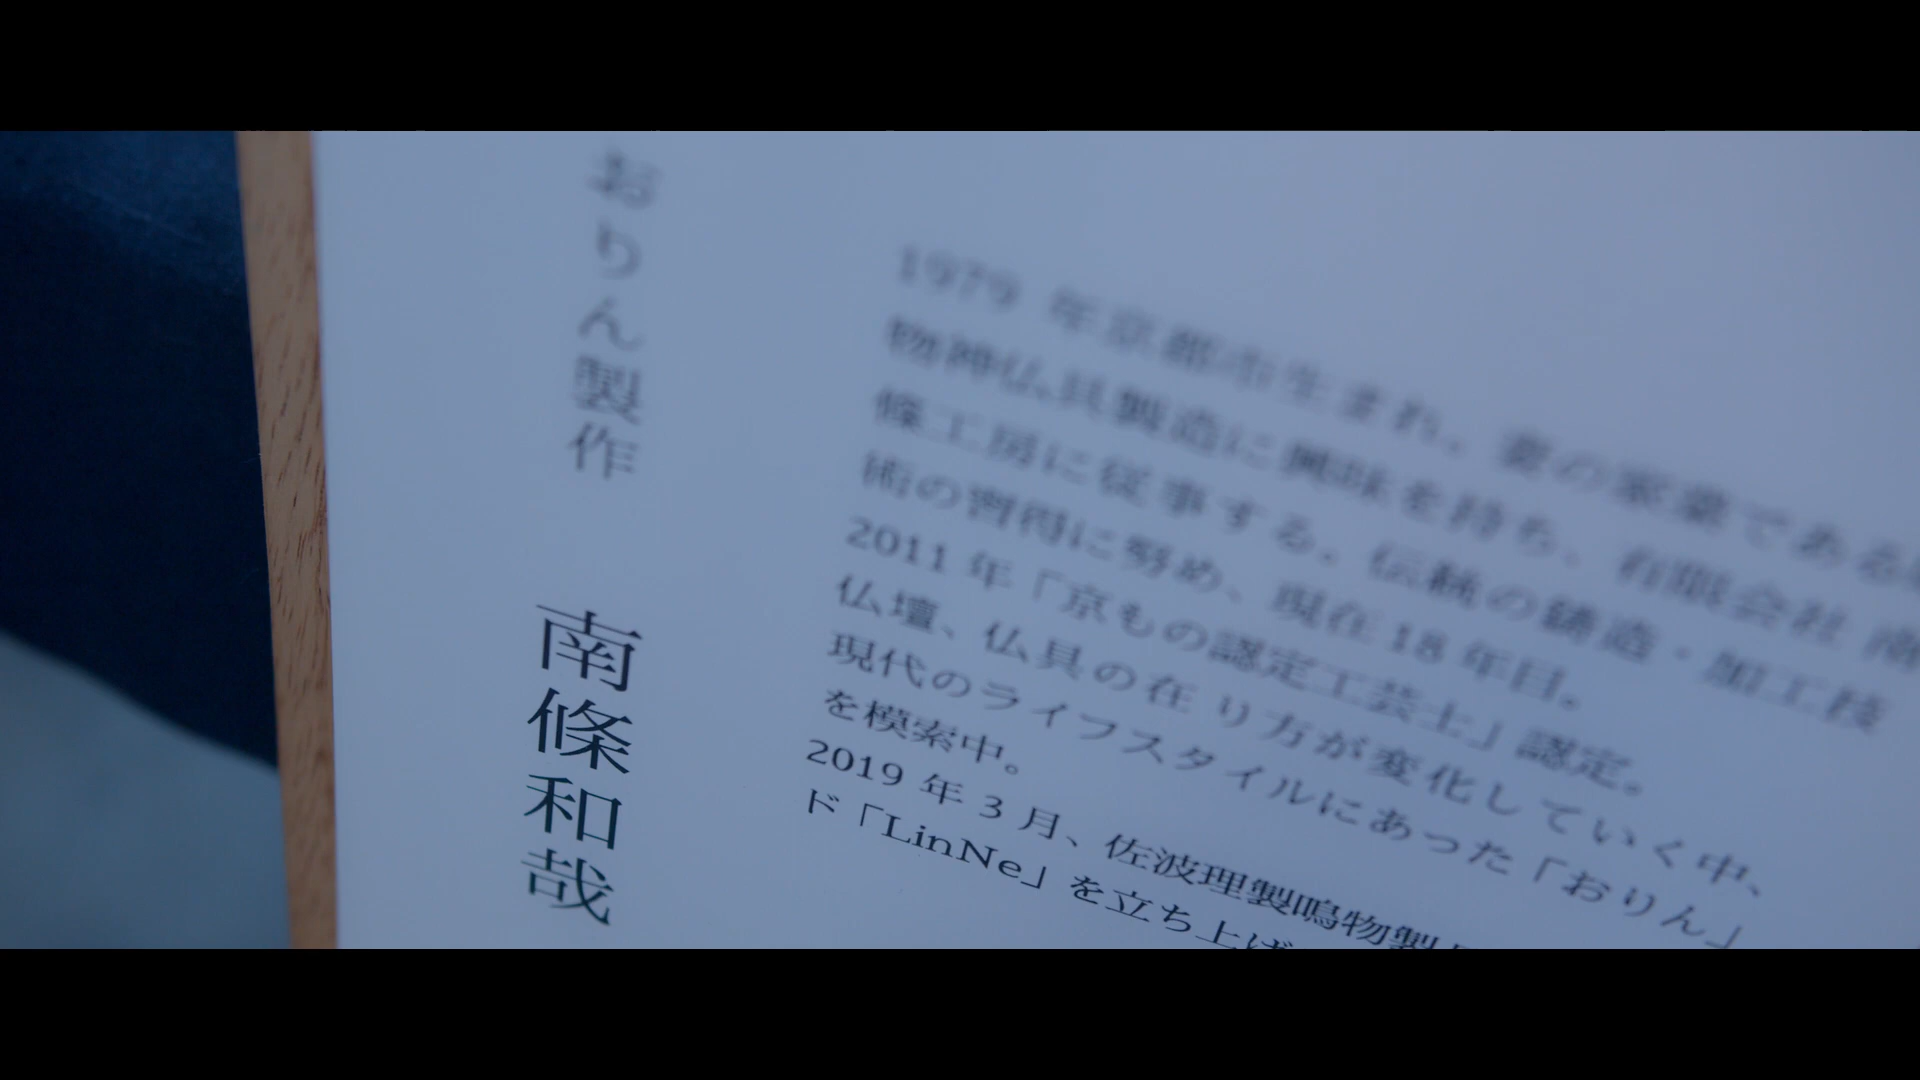 おりん製作
南條和哉
1979 年京都市生まれ。妻の家業である
物神仏具製造に興味を持ち、有限会社 南
條工房に従事する。伝統の鋳造・加工技
術の習得に努め、現在 18 年目。
2011 年「京もの認定工芸士」認定。
仏壇、仏具の在 り方が変化していく中、
現代のライフスタイルにあった「おりん」
を模索中。
2019 年 3 月、佐波理製鳴物製
ド「LinNe」を立ち上げ